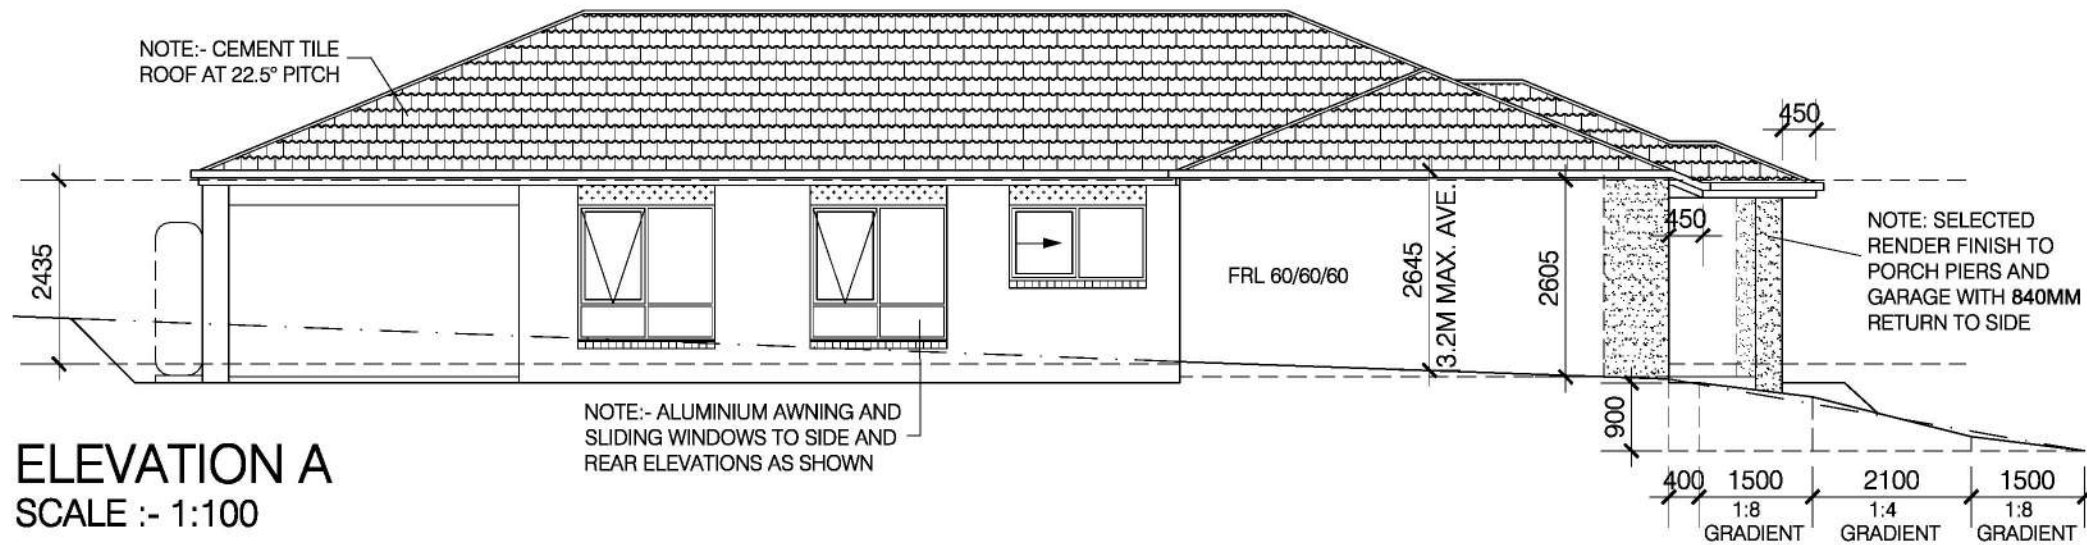 NOTE:- CEMENT TILE
ROOF AT 22.5° PITCH
450
2435
450
FRL 60/60/60
2645
3.2M MAX. AVE.
2605
NOTE: SELECTED
RENDER FINISH TO
PORCH PIERS AND
GARAGE WITH 840MM
RETURN TO SIDE
NOTE:- ALUMINIUM AWNING AND
SLIDING WINDOWS TO SIDE AND
REAR ELEVATIONS AS SHOWN
900
ELEVATION A
SCALE :- 1:100
400 1500 2100 1500
1:8 1:4 1:8
GRADIENT GRADIENT GRADIENT